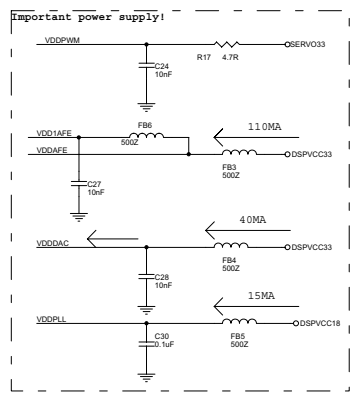 Important power supply!
VDDPWM
SERVO33
R17 4.7R
C24
10nF
FB6
500Z
110MA
VDD1AFE
VDDAFE
DSPVCC33
FB3
500Z
C27
10nF
40MA
VDDDAC
DSPVCC33
FB4
500Z
C28
10nF
15MA
VDDPLL
DSPVCC18
C30
0.1uF
FB5
500Z